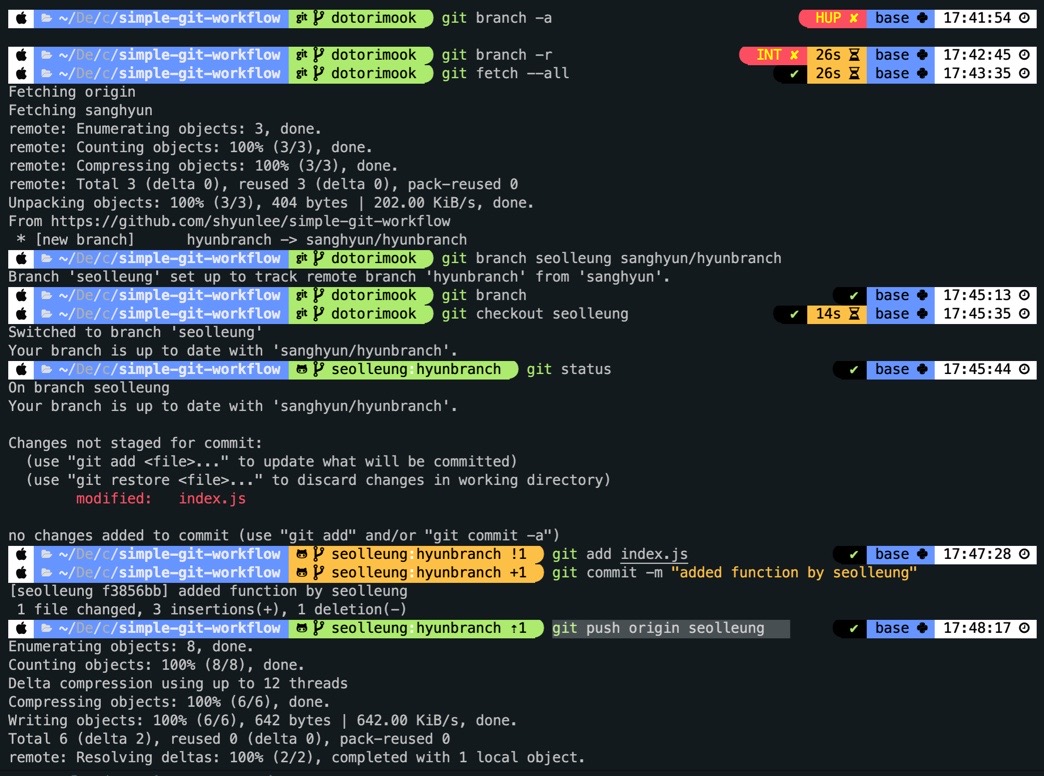 ~/De/c/simple-git-workflow git dotorimook git branch -a HUP ✘ base 17:41:54
~/De/c/simple-git-workflow git dotorimook git branch -r INT ✘ 26s base 17:42:45
~/De/c/simple-git-workflow git dotorimook git fetch --all ✔ 26s base 17:43:35
Fetching origin
Fetching sanghyun
remote: Enumerating objects: 3, done.
remote: Counting objects: 100% (3/3), done.
remote: Compressing objects: 100% (3/3), done.
remote: Total 3 (delta 0), reused 3 (delta 0), pack-reused 0
Unpacking objects: 100% (3/3), 404 bytes | 202.00 KiB/s, done.
From https://github.com/shyunlee/simple-git-workflow
 * [new branch]      hyunbranch -> sanghyun/hyunbranch
~/De/c/simple-git-workflow git dotorimook git branch seolleung sanghyun/hyunbranch
Branch 'seolleung' set up to track remote branch 'hyunbranch' from 'sanghyun'.
~/De/c/simple-git-workflow git dotorimook git branch ✔ base 17:45:13
~/De/c/simple-git-workflow git dotorimook git checkout seolleung ✔ 14s base 17:45:35
Switched to branch 'seolleung'
Your branch is up to date with 'sanghyun/hyunbranch'.
~/De/c/simple-git-workflow seolleung:hyunbranch git status ✔ base 17:45:44
On branch seolleung
Your branch is up to date with 'sanghyun/hyunbranch'.
Changes not staged for commit:
  (use "git add <file>..." to update what will be committed)
  (use "git restore <file>..." to discard changes in working directory)
        modified:   index.js
no changes added to commit (use "git add" and/or "git commit -a")
~/De/c/simple-git-workflow seolleung:hyunbranch !1 git add index.js ✔ base 17:47:28
~/De/c/simple-git-workflow seolleung:hyunbranch +1 git commit -m "added function by seolleung"
[seolleung f3856bb] added function by seolleung
 1 file changed, 3 insertions(+), 1 deletion(-)
~/De/c/simple-git-workflow seolleung:hyunbranch ↑1 git push origin seolleung ✔ base 17:48:17
Enumerating objects: 8, done.
Counting objects: 100% (8/8), done.
Delta compression using up to 12 threads
Compressing objects: 100% (6/6), done.
Writing objects: 100% (6/6), 642 bytes | 642.00 KiB/s, done.
Total 6 (delta 2), reused 0 (delta 0), pack-reused 0
remote: Resolving deltas: 100% (2/2), completed with 1 local object.